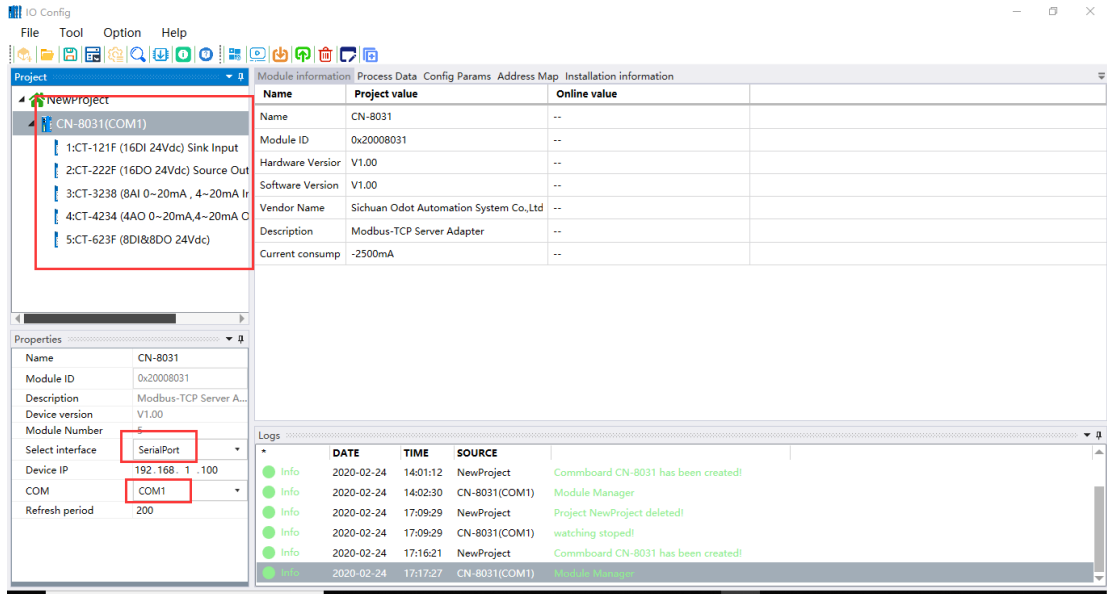 IO Config
File Tool Option Help
Project
NewProject
CN-8031(COM1)
1:CT-121F (16DI 24Vdc) Sink Input
2:CT-222F (16DO 24Vdc) Source Out
3:CT-3238 (8AI 0~20mA , 4~20mA Ir
4:CT-4234 (4AO 0~20mA,4~20mA O
5:CT-623F (8DI&8DO 24Vdc)
Module information Process Data Config Params Address Map Installation information
Name Project value Online value
Name CN-8031 --
Module ID 0x20008031 --
Hardware Versior V1.00 --
Software Version V1.00 --
Vendor Name Sichuan Odot Automation System Co.,Ltd --
Description Modbus-TCP Server Adapter --
Current consump -2500mA --
Properties
Name CN-8031
Module ID 0x20008031
Description Modbus-TCP Server A...
Device version V1.00
Module Number 5
Select interface SerialPort
Device IP 192.168. 1 .100
COM COM1
Refresh period 200
Logs
* DATE TIME SOURCE
Info 2020-02-24 14:01:12 NewProject Commboard CN-8031 has been created!
Info 2020-02-24 14:02:30 CN-8031(COM1) Module Manager
Info 2020-02-24 17:09:29 NewProject Project NewProject deleted!
Info 2020-02-24 17:09:29 CN-8031(COM1) watching stoped!
Info 2020-02-24 17:16:21 NewProject Commboard CN-8031 has been created!
Info 2020-02-24 17:17:27 CN-8031(COM1) Module Manager